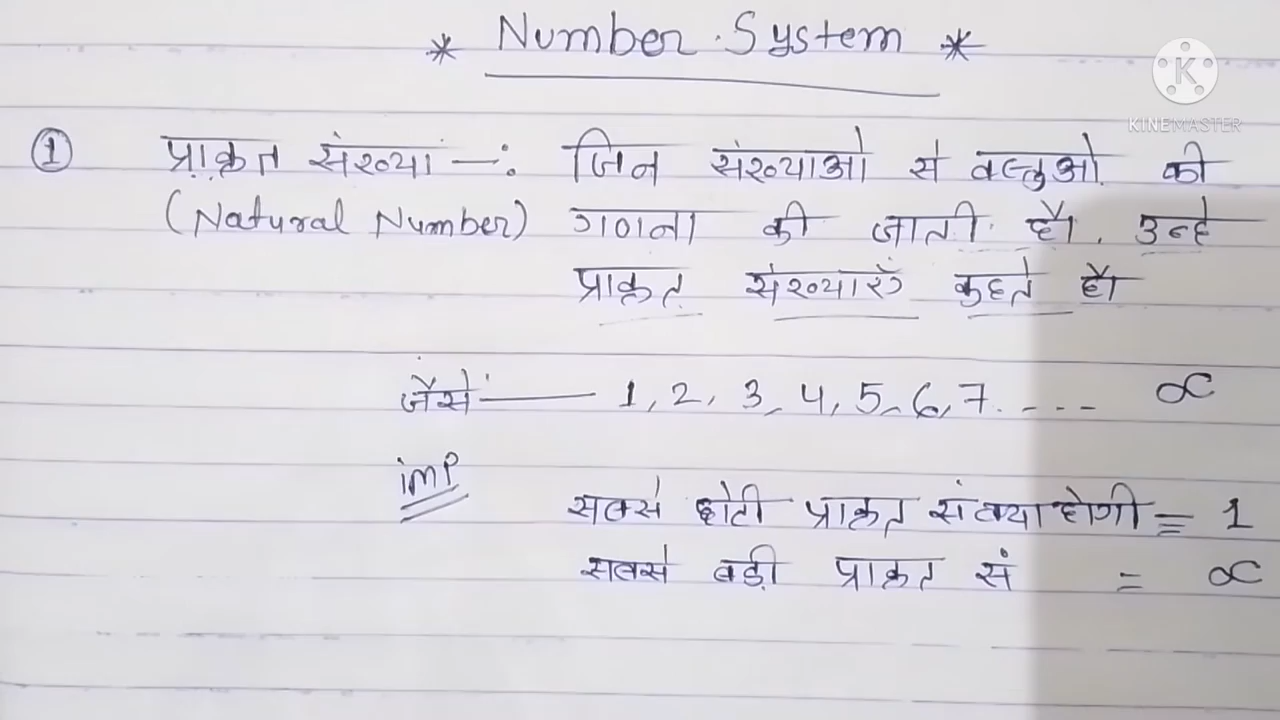 * Number System *
K
KINEMASTER
① प्राकृत संख्या —: जिन संख्याओ से वस्तुओ की
(Natural Number) गणना की जाती है। उन्हे
प्राकृत संख्याएँ कहते है।
जैसे —— 1, 2, 3, 4, 5, 6, 7 . - - - ∝
imp
सबसे छोटी प्राकृत संख्या होगी = 1
सबसे बड़ी प्राकृत सं = ∝